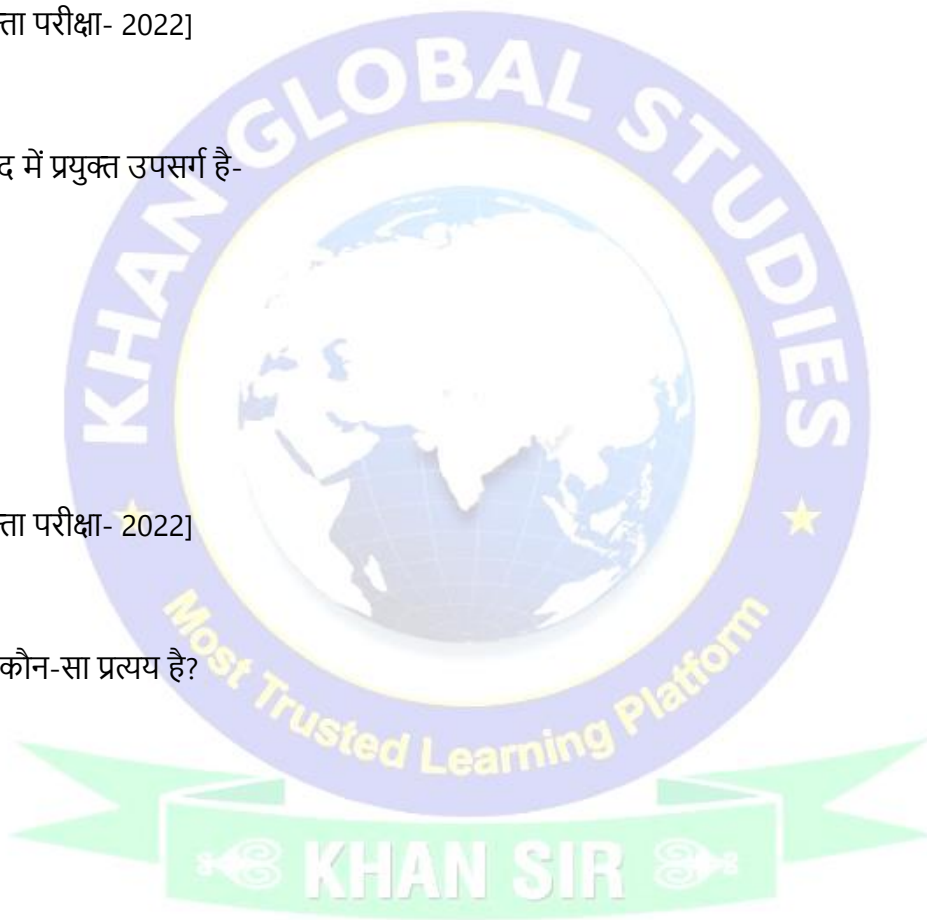 त्ता परीक्षा- 2022]
द में प्रयुक्त उपसर्ग है-
त्ता परीक्षा- 2022]
कौन-सा प्रत्यय है?
KHAN GLOBAL STUDIES
Most Trusted Learning Platform
KHAN SIR